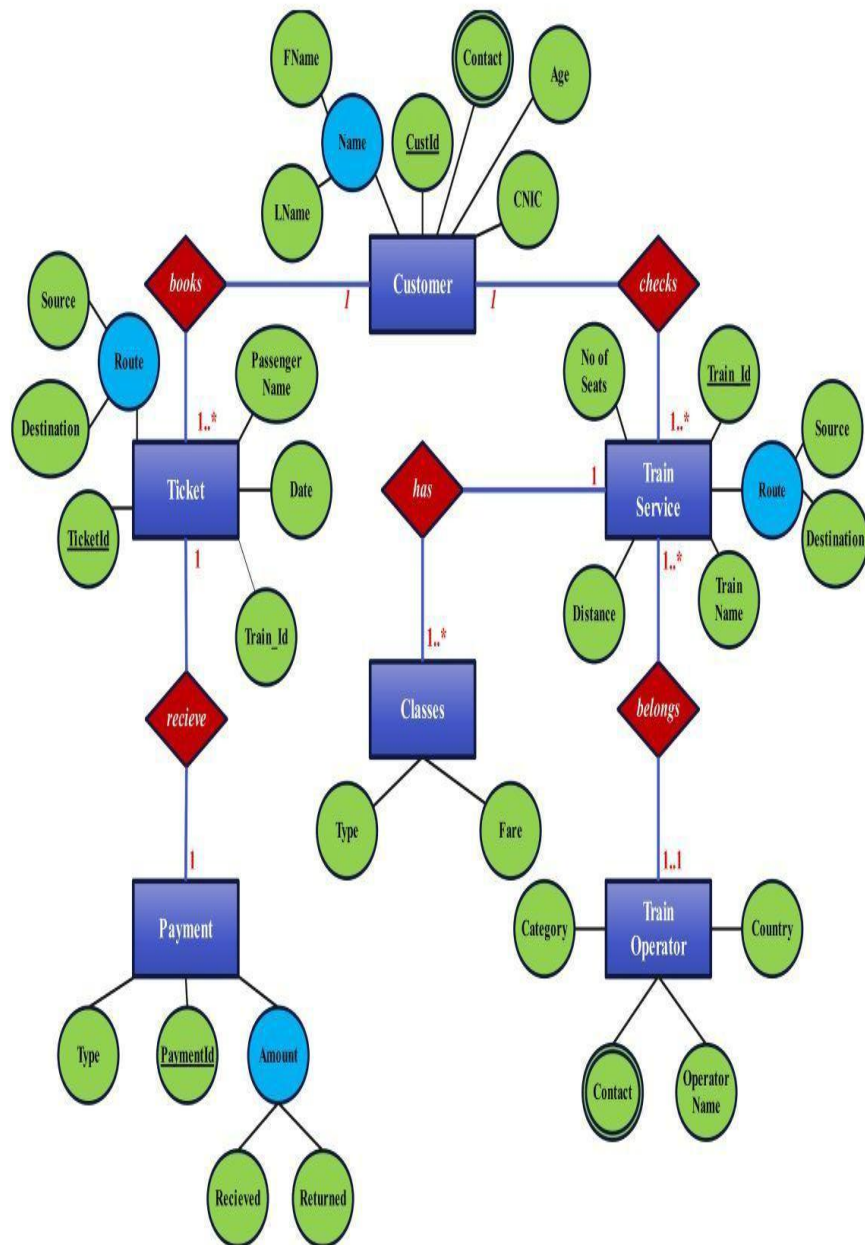 FName
Contact
Age
Name
CustId
LName
CNIC
books
Customer
checks
1
1
Source
Route
Passenger
Name
No of
Seats
Train_Id
Destination
1..*
1..*
Source
Ticket
Date
has
1
Train
Service
Route
TicketId
Destination
1
1..*
Distance
Train
Name
Train_Id
1..*
recieve
Classes
belongs
Type
Fare
1
1..1
Payment
Category
Train
Operator
Country
Type
PaymentId
Amount
Contact
Operator
Name
Recieved
Returned